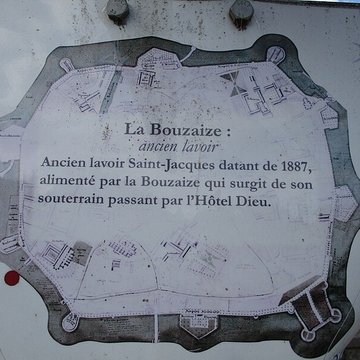 La Bouzaize :
ancien lavoir
Ancien lavoir Saint-Jacques datant de 1887,
alimenté par la Bouzaize qui surgit de son
souterrain passant par l'Hôtel Dieu.